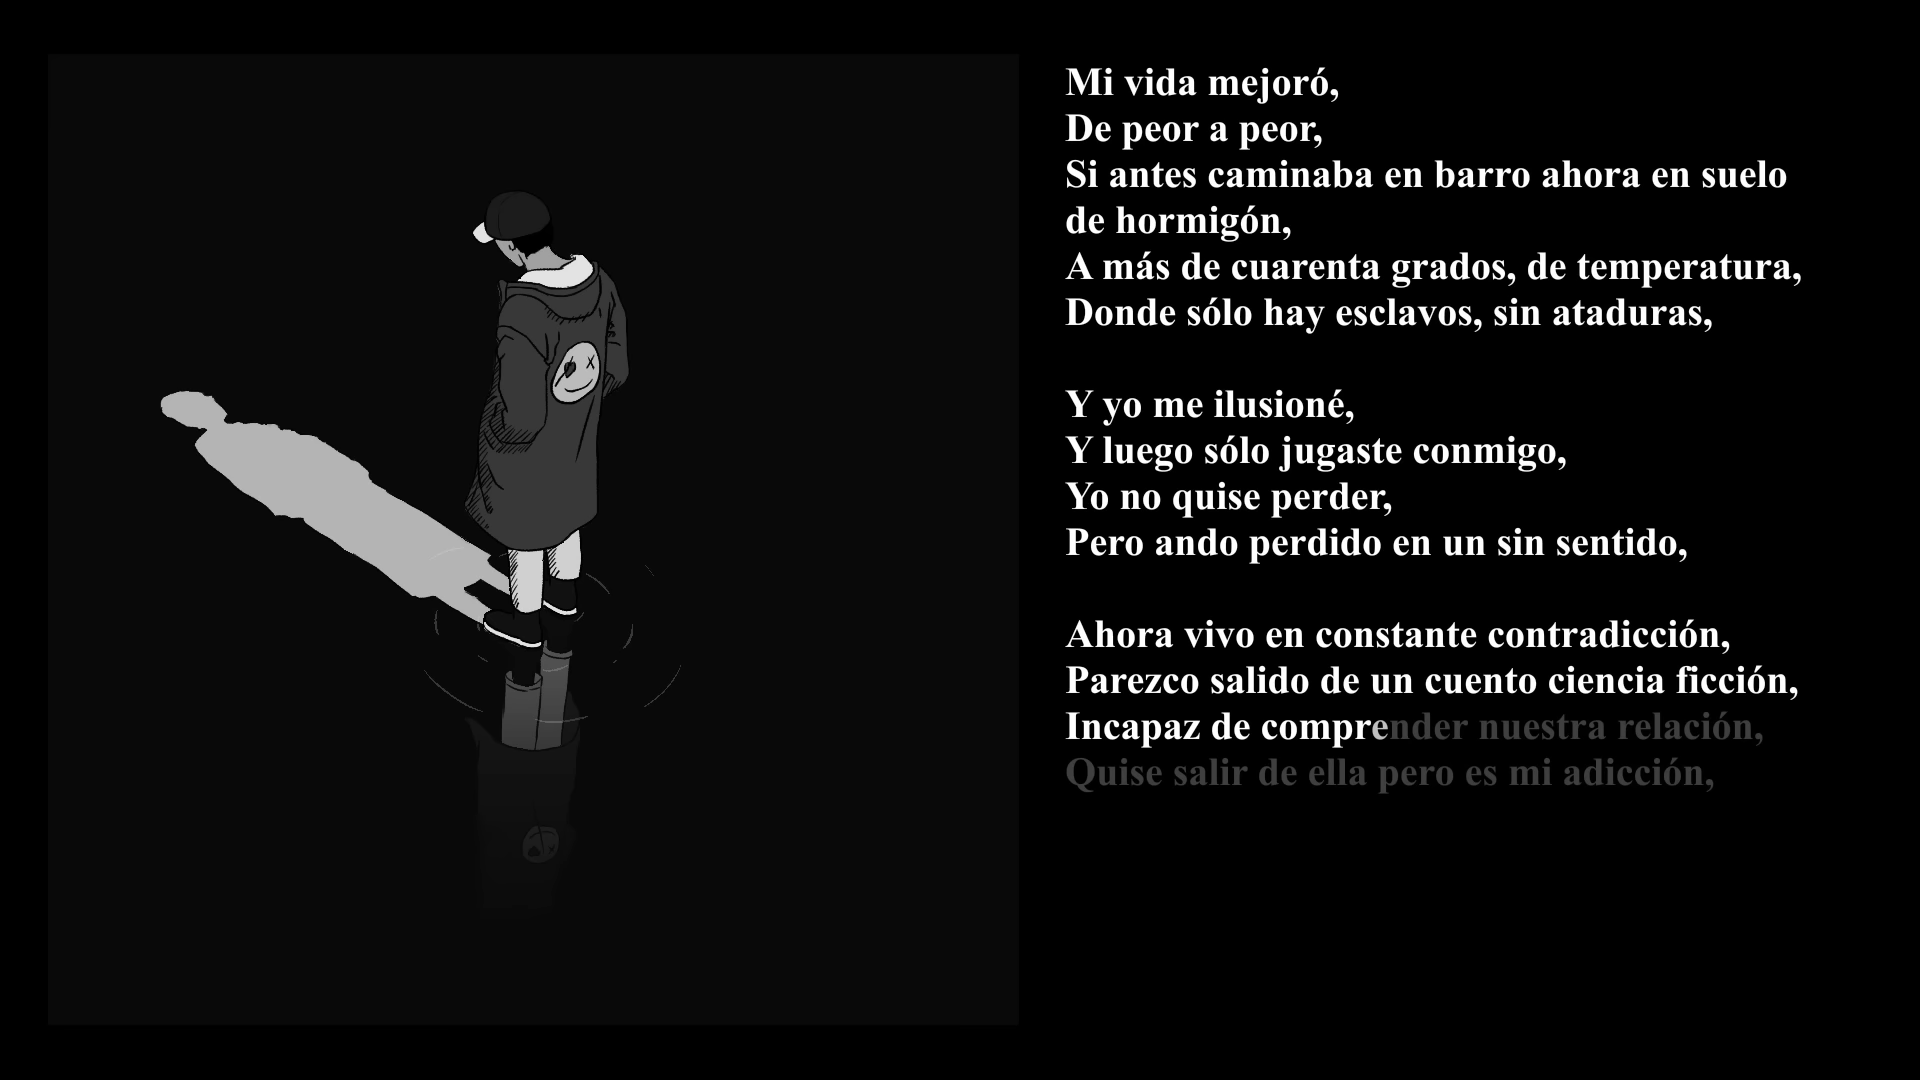 Mi vida mejoró,
De peor a peor,
Si antes caminaba en barro ahora en suelo
de hormigón,
A más de cuarenta grados, de temperatura,
Donde sólo hay esclavos, sin ataduras,
Y yo me ilusioné,
Y luego sólo jugaste conmigo,
Yo no quise perder,
Pero ando perdido en un sin sentido,
Ahora vivo en constante contradicción,
Parezco salido de un cuento ciencia ficción,
Incapaz de comprender nuestra relación,
Quise salir de ella pero es mi adicción,